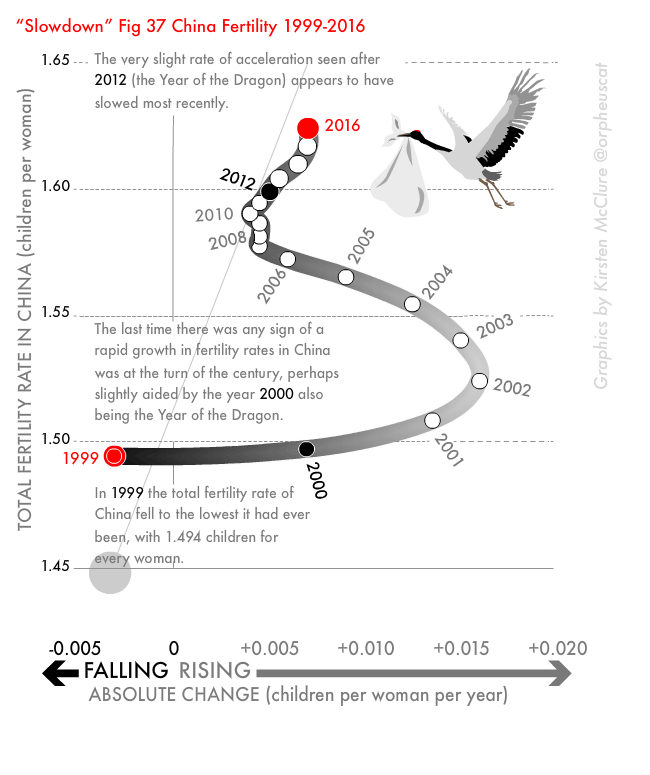 “Slowdown” Fig 37 China Fertility 1999-2016
1.65
The very slight rate of acceleration seen after
2012 (the Year of the Dragon) appears to have
slowed most recently.
2016
1.60
2012
2010
2008
2006
2005
2004
2003
2002
2001
2000
1999
1.55
The last time there was any sign of a
rapid growth in fertility rates in China
was at the turn of the century, perhaps
slightly aided by the year 2000 also
being the Year of the Dragon.
1.50
In 1999 the total fertility rate of
China fell to the lowest it had ever
been, with 1.494 children for
every woman.
1.45
TOTAL FERTILITY RATE IN CHINA (children per woman)
Graphics by Kirsten McClure @orpheuscat
-0.005 0 +0.005 +0.010 +0.015 +0.020
FALLING RISING
ABSOLUTE CHANGE (children per woman per year)